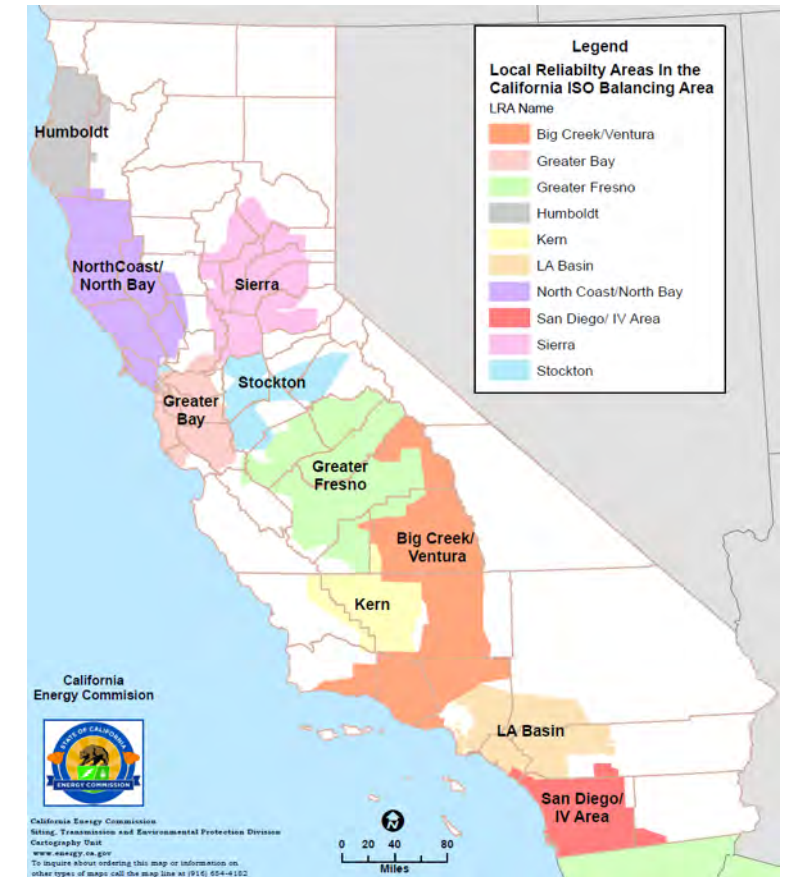 Legend
Local Reliabilty Areas In the
California ISO Balancing Area
LRA Name
Big Creek/Ventura
Greater Bay
Greater Fresno
Humboldt
Kern
LA Basin
North Coast/North Bay
San Diego/ IV Area
Sierra
Stockton
Humboldt
NorthCoast/
North Bay
Sierra
Stockton
Greater
Bay
Greater
Fresno
Big Creek/
Ventura
Kern
LA Basin
San Diego/
IV Area
California
Energy Commision
STATE OF CALIFORNIA
ENERGY COMMISSION
California Energy Commission
Siting, Transmission and Environmental Protection Division
Cartography Unit
www.energy.ca.gov
To inquire about ordering this map or information on
other types of maps call the map line at (916) 654-4182
0 20 40 80
Miles